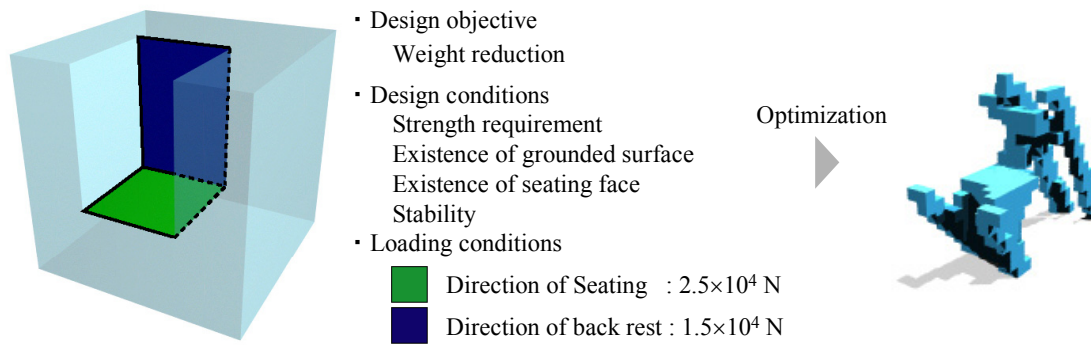 ・Design objective
Weight reduction
・Design conditions
Strength requirement
Existence of grounded surface
Existence of seating face
Stability
・Loading conditions
Direction of Seating : 2.5×10⁴ N
Direction of back rest : 1.5×10⁴ N
Optimization